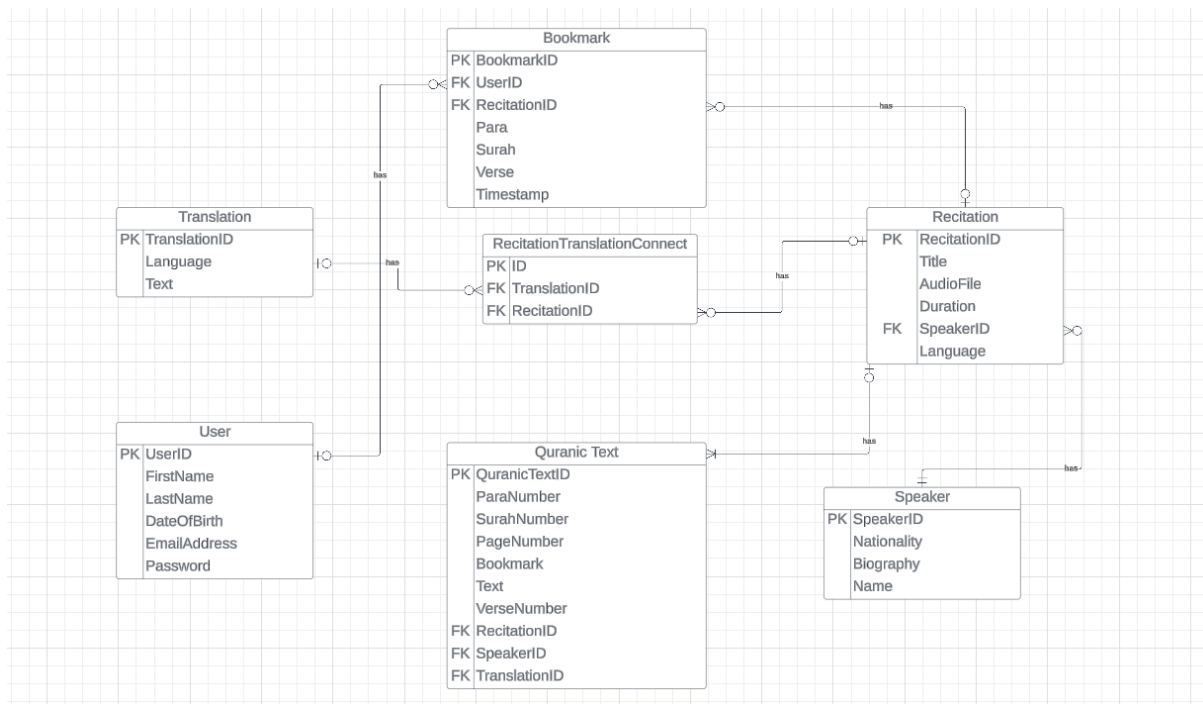 Bookmark
PK BookmarkID
FK UserID
FK RecitationID
Para
Surah
Verse
Timestamp
has
has
Translation
PK TranslationID
Language
Text
has
RecitationTranslationConnect
PK ID
FK TranslationID
FK RecitationID
has
Recitation
PK RecitationID
Title
AudioFile
Duration
FK SpeakerID
Language
User
PK UserID
FirstName
LastName
DateOfBirth
EmailAddress
Password
Quranic Text
PK QuranicTextID
ParaNumber
SurahNumber
PageNumber
Bookmark
Text
VerseNumber
FK RecitationID
FK SpeakerID
FK TranslationID
has
has
Speaker
PK SpeakerID
Nationality
Biography
Name